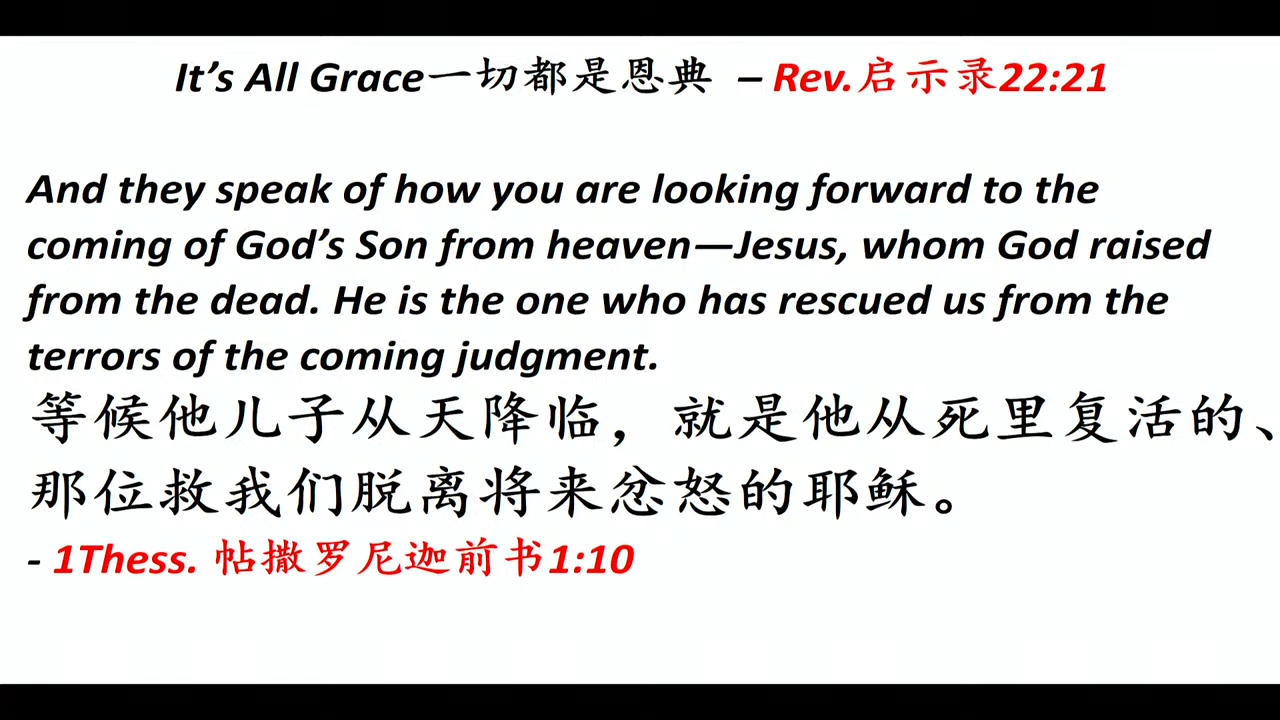 It’s All Grace一切都是恩典 – Rev.启示录22:21
And they speak of how you are looking forward to the
coming of God’s Son from heaven—Jesus, whom God raised
from the dead. He is the one who has rescued us from the
terrors of the coming judgment.
等候他儿子从天降临，就是他从死里复活的、
那位救我们脱离将来忿怒的耶稣。
- 1Thess. 帖撒罗尼迦前书1:10